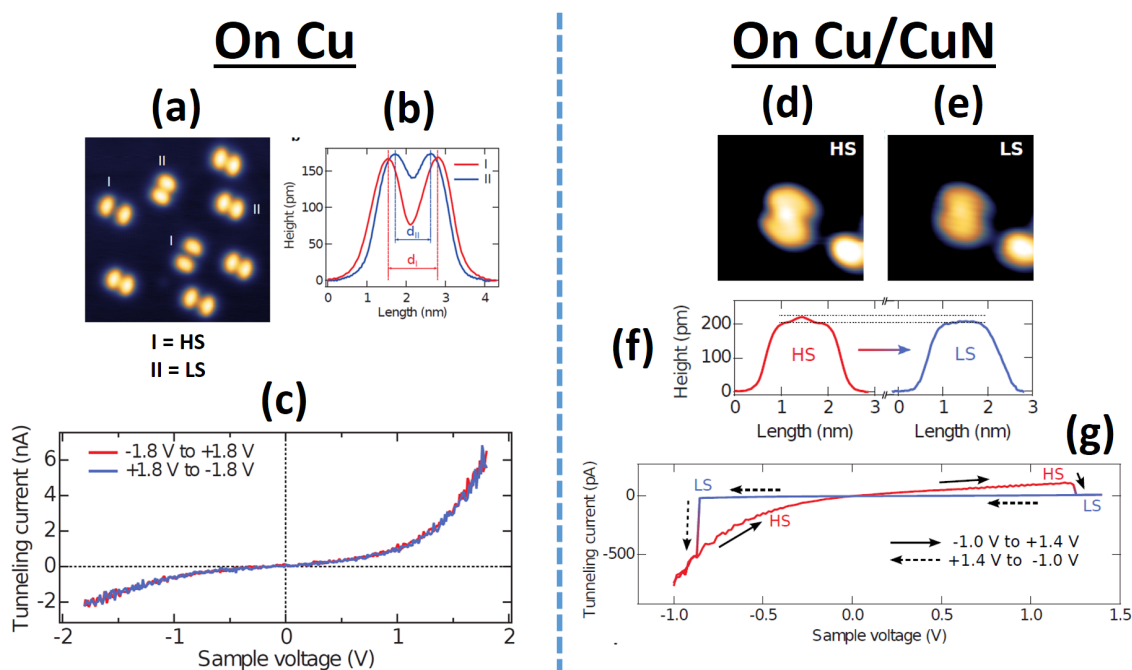 On Cu
On Cu/CuN
(a)
(b)
(d)
(e)
I
II
II
I
I = HS
II = LS
Height (pm)
150
100
50
0
I
II
dII
dI
0
1
2
3
4
Length (nm)
HS
LS
(f)
Height (pm)
200
100
0
HS
LS
0
1
2
3
0
1
2
3
Length (nm)
Length (nm)
(c)
Tunneling current (nA)
6
4
2
0
-2
-1.8 V to +1.8 V
+1.8 V to -1.8 V
-2
-1
0
1
2
Sample voltage (V)
(g)
Tunneling current (pA)
0
-500
LS
HS
HS
LS
-1.0 V to +1.4 V
+1.4 V to -1.0 V
-1.0
-0.5
0.0
0.5
1.0
Sample voltage (V)